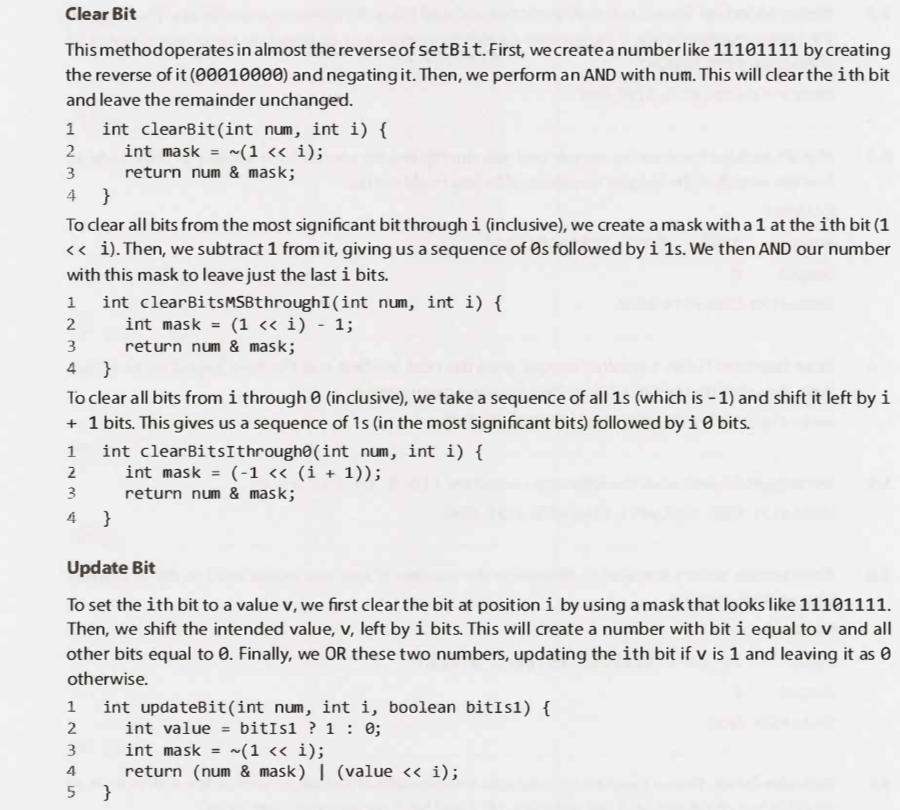 Clear Bit
This method operates in almost the reverse of setBit. First, we create a number like 11101111 by creating
the reverse of it (00010000) and negating it. Then, we perform an AND with num. This will clear the ith bit
and leave the remainder unchanged.
1 int clearBit(int num, int i) {
2 int mask = ~(1 << i);
3 return num & mask;
4 }
To clear all bits from the most significant bit through i (inclusive), we create a mask with a 1 at the ith bit (1
<< i). Then, we subtract 1 from it, giving us a sequence of 0s followed by i 1s. We then AND our number
with this mask to leave just the last i bits.
1 int clearBitsMSBthroughI(int num, int i) {
2 int mask = (1 << i) - 1;
3 return num & mask;
4 }
To clear all bits from i through 0 (inclusive), we take a sequence of all 1s (which is -1) and shift it left by i
+ 1 bits. This gives us a sequence of 1s (in the most significant bits) followed by i 0 bits.
1 int clearBitsIthrough0(int num, int i) {
2 int mask = (-1 << (i + 1));
3 return num & mask;
4 }
Update Bit
To set the ith bit to a value v, we first clear the bit at position i by using a mask that looks like 11101111.
Then, we shift the intended value, v, left by i bits. This will create a number with bit i equal to v and all
other bits equal to 0. Finally, we OR these two numbers, updating the ith bit if v is 1 and leaving it as 0
otherwise.
1 int updateBit(int num, int i, boolean bitIs1) {
2 int value = bitIs1 ? 1 : 0;
3 int mask = ~(1 << i);
4 return (num & mask) | (value << i);
5 }